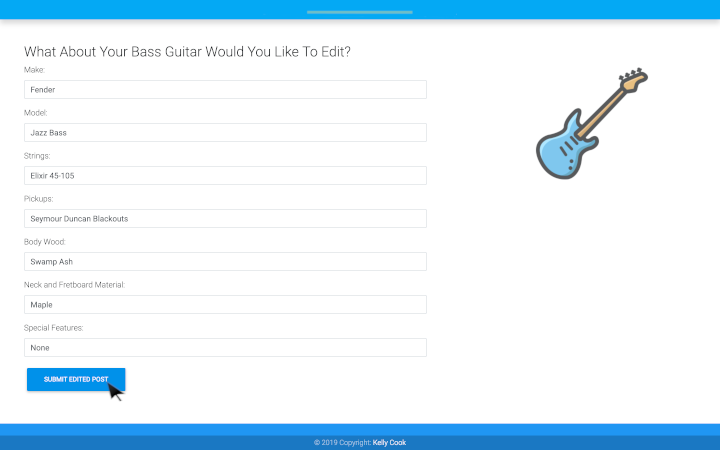 What About Your Bass Guitar Would You Like To Edit?
Make:
Fender
Model:
Jazz Bass
Strings:
Elixir 45-105
Pickups:
Seymour Duncan Blackouts
Body Wood:
Swamp Ash
Neck and Fretboard Material:
Maple
Special Features:
None
SUBMIT EDITED POST
© 2019 Copyright: Kelly Cook